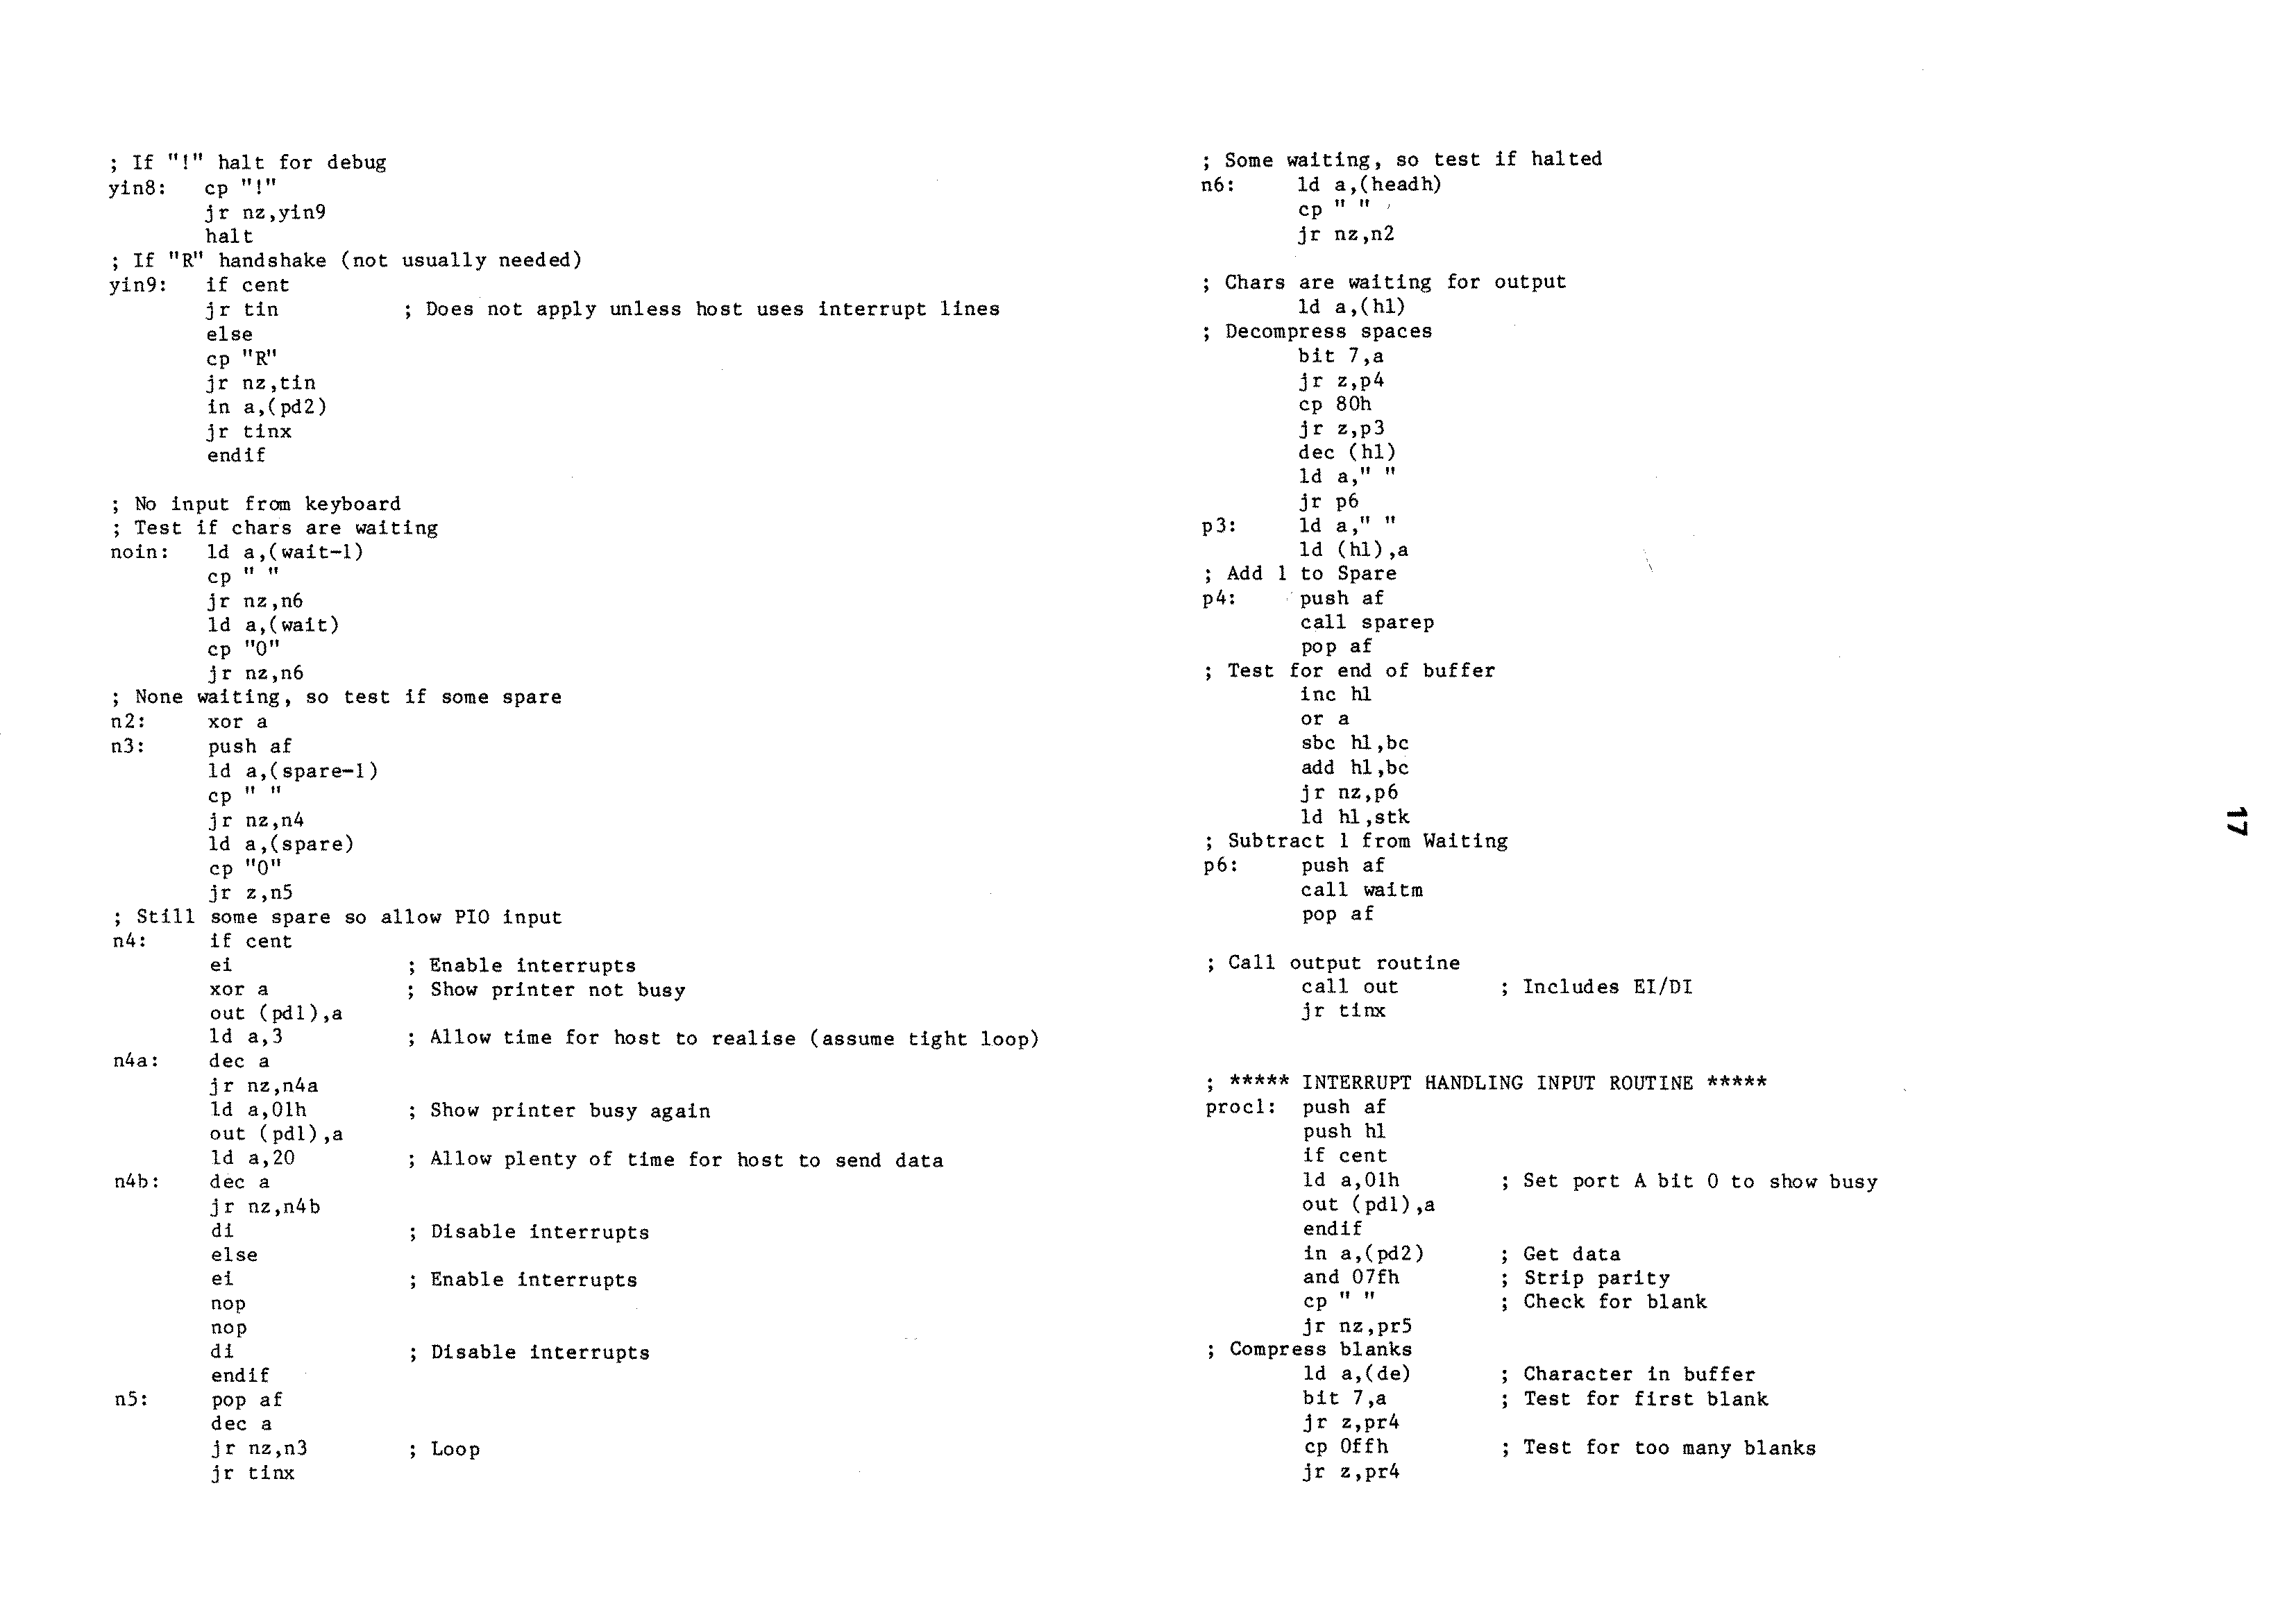 ; If "!" halt for debug
yin8:   cp "!"
        jr nz,yin9
        halt
; If "R" handshake (not usually needed)
yin9:   if cent
        jr tin          ; Does not apply unless host uses interrupt lines
        else
        cp "R"
        jr nz,tin
        in a,(pd2)
        jr tinx
        endif

; No input from keyboard
; Test if chars are waiting
noin:   ld a,(wait-1)
        cp " "
        jr nz,n6
        ld a,(wait)
        cp "0"
        jr nz,n6
; None waiting, so test if some spare
n2:     xor a
n3:     push af
        ld a,(spare-1)
        cp " "
        jr nz,n4
        ld a,(spare)
        cp "0"
        jr z,n5
; Still some spare so allow PIO input
n4:     if cent
        ei              ; Enable interrupts
        xor a           ; Show printer not busy
        out (pd1),a
        ld a,3          ; Allow time for host to realise (assume tight loop)
n4a:    dec a
        jr nz,n4a
        ld a,01h        ; Show printer busy again
        out (pd1),a
        ld a,20         ; Allow plenty of time for host to send data
n4b:    dec a
        jr nz,n4b
        di              ; Disable interrupts
        else
        ei              ; Enable interrupts
        nop
        nop
        di              ; Disable interrupts
        endif
n5:     pop af
        dec a
        jr nz,n3        ; Loop
        jr tinx

; Some waiting, so test if halted
n6:     ld a,(headh)
        cp " "
        jr nz,n2

; Chars are waiting for output
        ld a,(hl)
; Decompress spaces
        bit 7,a
        jr z,p4
        cp 80h
        jr z,p3
        dec (hl)
        ld a," "
        jr p6
p3:     ld a," "
        ld (hl),a
; Add 1 to Spare
p4:     push af
        call sparep
        pop af
; Test for end of buffer
        inc hl
        or a
        sbc hl,bc
        add hl,bc
        jr nz,p6
        ld hl,stk
; Subtract 1 from Waiting
p6:     push af
        call waitm
        pop af

; Call output routine
        call out        ; Includes EI/DI
        jr tinx

; ***** INTERRUPT HANDLING INPUT ROUTINE *****
proc1:  push af
        push hl
        if cent
        ld a,01h        ; Set port A bit 0 to show busy
        out (pd1),a
        endif
        in a,(pd2)      ; Get data
        and 07fh        ; Strip parity
        cp " "          ; Check for blank
        jr nz,pr5
; Compress blanks
        ld a,(de)       ; Character in buffer
        bit 7,a         ; Test for first blank
        jr z,pr4
        cp 0ffh         ; Test for too many blanks
        jr z,pr4
17